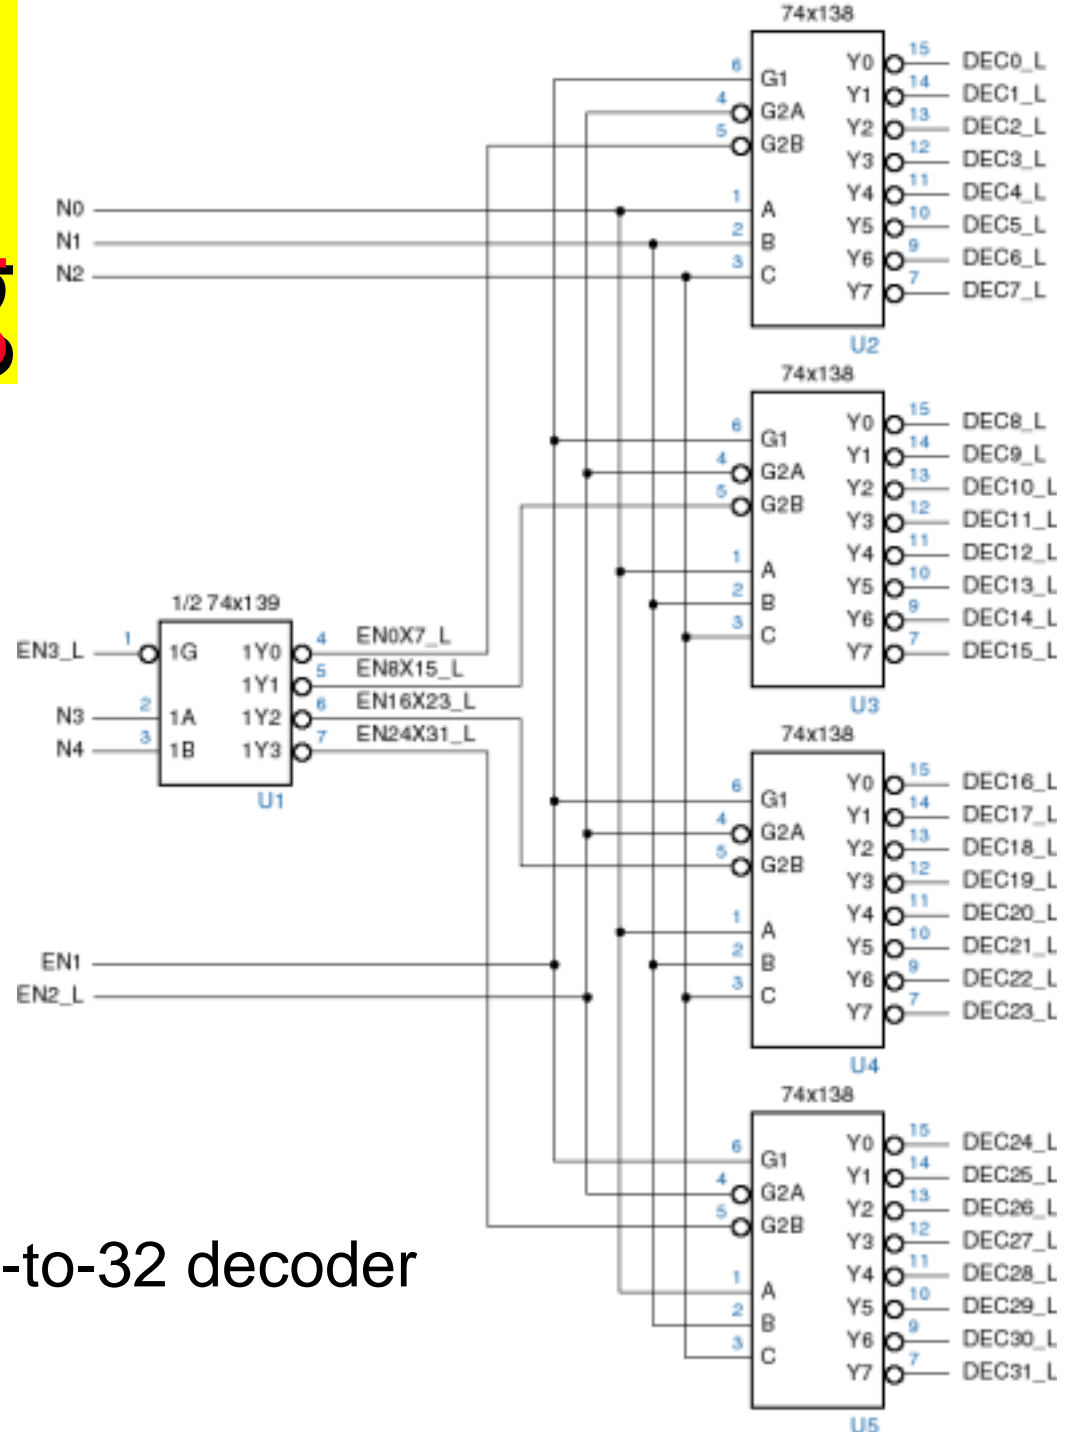 74x138
6 G1
4 G2A
5 G2B
1 A
2 B
3 C
Y0 15 DEC0_L
Y1 14 DEC1_L
Y2 13 DEC2_L
Y3 12 DEC3_L
Y4 11 DEC4_L
Y5 10 DEC5_L
Y6 9 DEC6_L
Y7 7 DEC7_L
U2
N0
N1
N2
74x138
6 G1
4 G2A
5 G2B
1 A
2 B
3 C
Y0 15 DEC8_L
Y1 14 DEC9_L
Y2 13 DEC10_L
Y3 12 DEC11_L
Y4 11 DEC12_L
Y5 10 DEC13_L
Y6 9 DEC14_L
Y7 7 DEC15_L
U3
1/2 74x139
EN3_L 1 1G
N3 2 1A
N4 3 1B
1Y0 4 EN0X7_L
1Y1 5 EN8X15_L
1Y2 6 EN16X23_L
1Y3 7 EN24X31_L
U1
74x138
6 G1
4 G2A
5 G2B
1 A
2 B
3 C
Y0 15 DEC16_L
Y1 14 DEC17_L
Y2 13 DEC18_L
Y3 12 DEC19_L
Y4 11 DEC20_L
Y5 10 DEC21_L
Y6 9 DEC22_L
Y7 7 DEC23_L
U4
EN1
EN2_L
74x138
6 G1
4 G2A
5 G2B
1 A
2 B
3 C
Y0 15 DEC24_L
Y1 14 DEC25_L
Y2 13 DEC26_L
Y3 12 DEC27_L
Y4 11 DEC28_L
Y5 10 DEC29_L
Y6 9 DEC30_L
Y7 7 DEC31_L
U5
-to-32 decoder